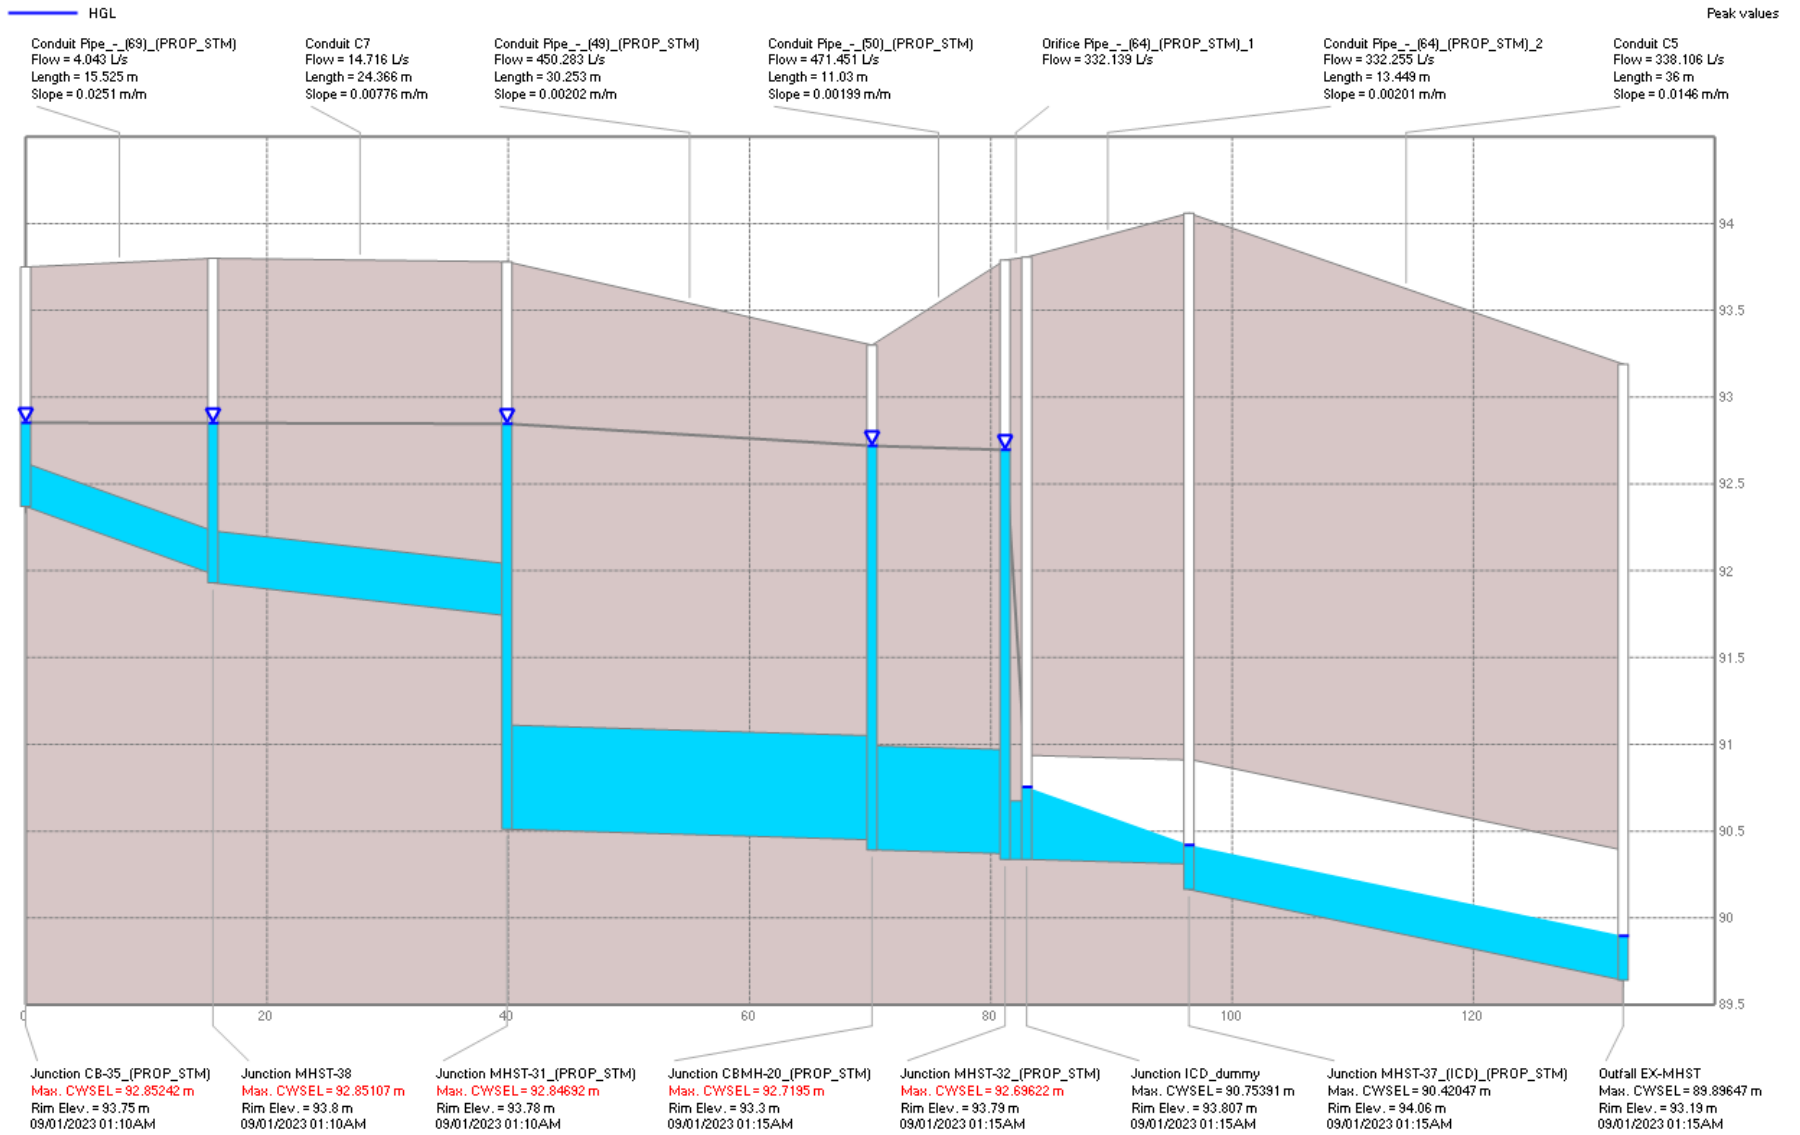 HGL
Peak values
Conduit Pipe_-_(69)_(PROP_STM)
Flow = 4.043 L/s
Length = 15.525 m
Slope = 0.0251 m/m
Conduit C7
Flow = 14.716 L/s
Length = 24.366 m
Slope = 0.00776 m/m
Conduit Pipe_-_(49)_(PROP_STM)
Flow = 450.283 L/s
Length = 30.253 m
Slope = 0.00202 m/m
Conduit Pipe_-_(50)_(PROP_STM)
Flow = 471.451 L/s
Length = 11.03 m
Slope = 0.00199 m/m
Orifice Pipe_-_(64)_(PROP_STM)_1
Flow = 332.139 L/s
Conduit Pipe_-_(64)_(PROP_STM)_2
Flow = 332.255 L/s
Length = 13.449 m
Slope = 0.00201 m/m
Conduit C5
Flow = 338.106 L/s
Length = 36 m
Slope = 0.0146 m/m
94
93.5
93
92.5
92
91.5
91
90.5
90
89.5
0
20
40
60
80
100
120
Junction CB-35_(PROP_STM)
Max. CWSEL = 92.85242 m
Rim Elev. = 93.75 m
09/01/2023 01:10AM
Junction MHST-38
Max. CWSEL = 92.85107 m
Rim Elev. = 93.8 m
09/01/2023 01:10AM
Junction MHST-31_(PROP_STM)
Max. CWSEL = 92.84692 m
Rim Elev. = 93.78 m
09/01/2023 01:10AM
Junction CBMH-20_(PROP_STM)
Max. CWSEL = 92.7195 m
Rim Elev. = 93.3 m
09/01/2023 01:15AM
Junction MHST-32_(PROP_STM)
Max. CWSEL = 92.69622 m
Rim Elev. = 93.79 m
09/01/2023 01:15AM
Junction ICD_dummy
Max. CWSEL = 90.75391 m
Rim Elev. = 93.807 m
09/01/2023 01:15AM
Junction MHST-37_(ICD)_(PROP_STM)
Max. CWSEL = 90.42047 m
Rim Elev. = 94.06 m
09/01/2023 01:15AM
Outfall EX-MHST
Max. CWSEL = 89.89647 m
Rim Elev. = 93.19 m
09/01/2023 01:15AM